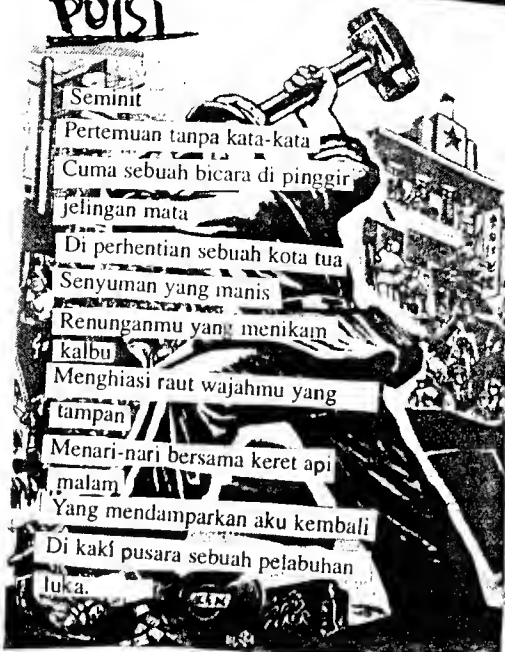 PUISI
Seminit
Pertemuan tanpa kata-kata
Cuma sebuah bicara di pinggir
jelingan mata
Di perhentian sebuah kota tua
Senyuman yang manis
Renunganmu yang menikam
kalbu
Menghiasi raut wajahmu yang
tampan
Menari-nari bersama keret api
malam
Yang mendamparkan aku kembali
Di kaki pusara sebuah pelabuhan
luka.